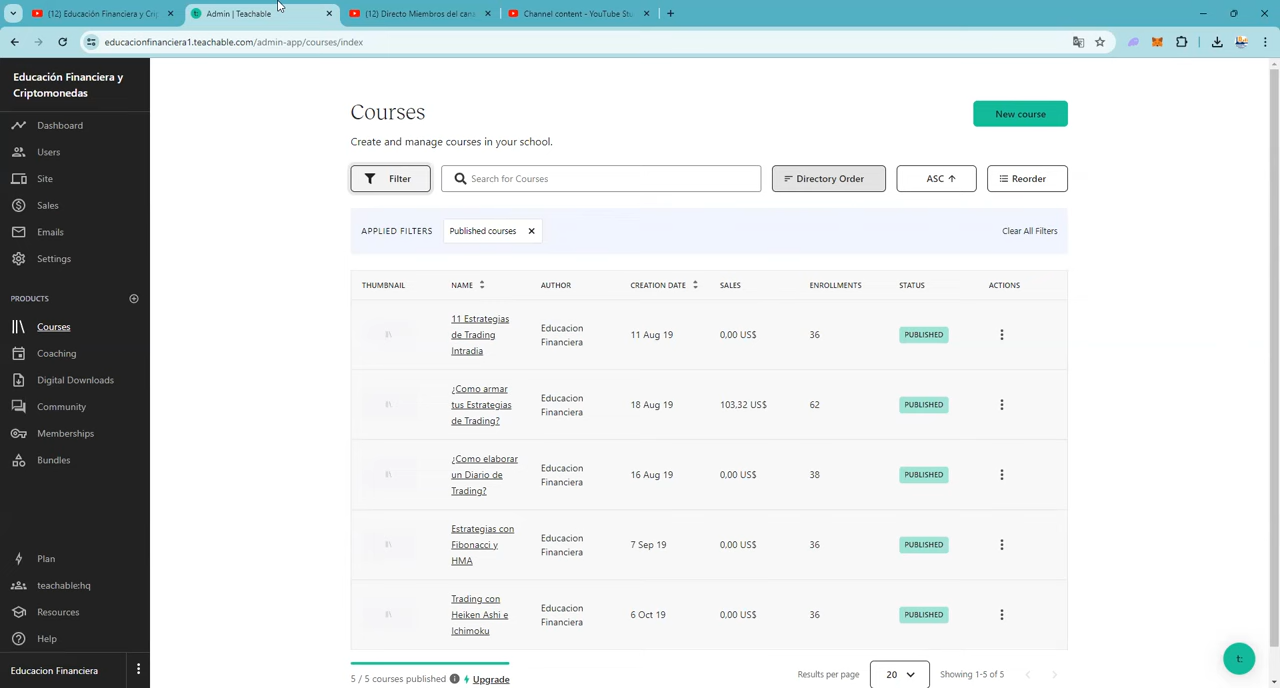 (12) Educación Financiera y Crip
Admin | Teachable
(12) Directo Miembros del cana
Channel content - YouTube Stu
educacionfinanciera1.teachable.com/admin-app/courses/index
Educación Financiera y
Criptomonedas
Dashboard
Users
Site
Sales
Emails
Settings
PRODUCTS
Courses
Coaching
Digital Downloads
Community
Memberships
Bundles
Plan
teachable:hq
Resources
Help
Educacion Financiera
Courses
New course
Create and manage courses in your school.
Filter
Search for Courses
Directory Order
ASC
Reorder
APPLIED FILTERS
Published courses
Clear All Filters
THUMBNAIL NAME AUTHOR CREATION DATE SALES ENROLLMENTS STATUS ACTIONS
11 Estrategias
de Trading
Intradia
Educacion
Financiera
11 Aug 19
0,00 US$
36
PUBLISHED
¿Como armar
tus Estrategias
de Trading?
Educacion
Financiera
18 Aug 19
103,32 US$
62
PUBLISHED
¿Como elaborar
un Diario de
Trading?
Educacion
Financiera
16 Aug 19
0,00 US$
38
PUBLISHED
Estrategias con
Fibonacci y
HMA
Educacion
Financiera
7 Sep 19
0,00 US$
36
PUBLISHED
Trading con
Heiken Ashi e
Ichimoku
Educacion
Financiera
6 Oct 19
0,00 US$
36
PUBLISHED
5 / 5 courses published
Upgrade
Results per page
20
Showing 1-5 of 5
t: